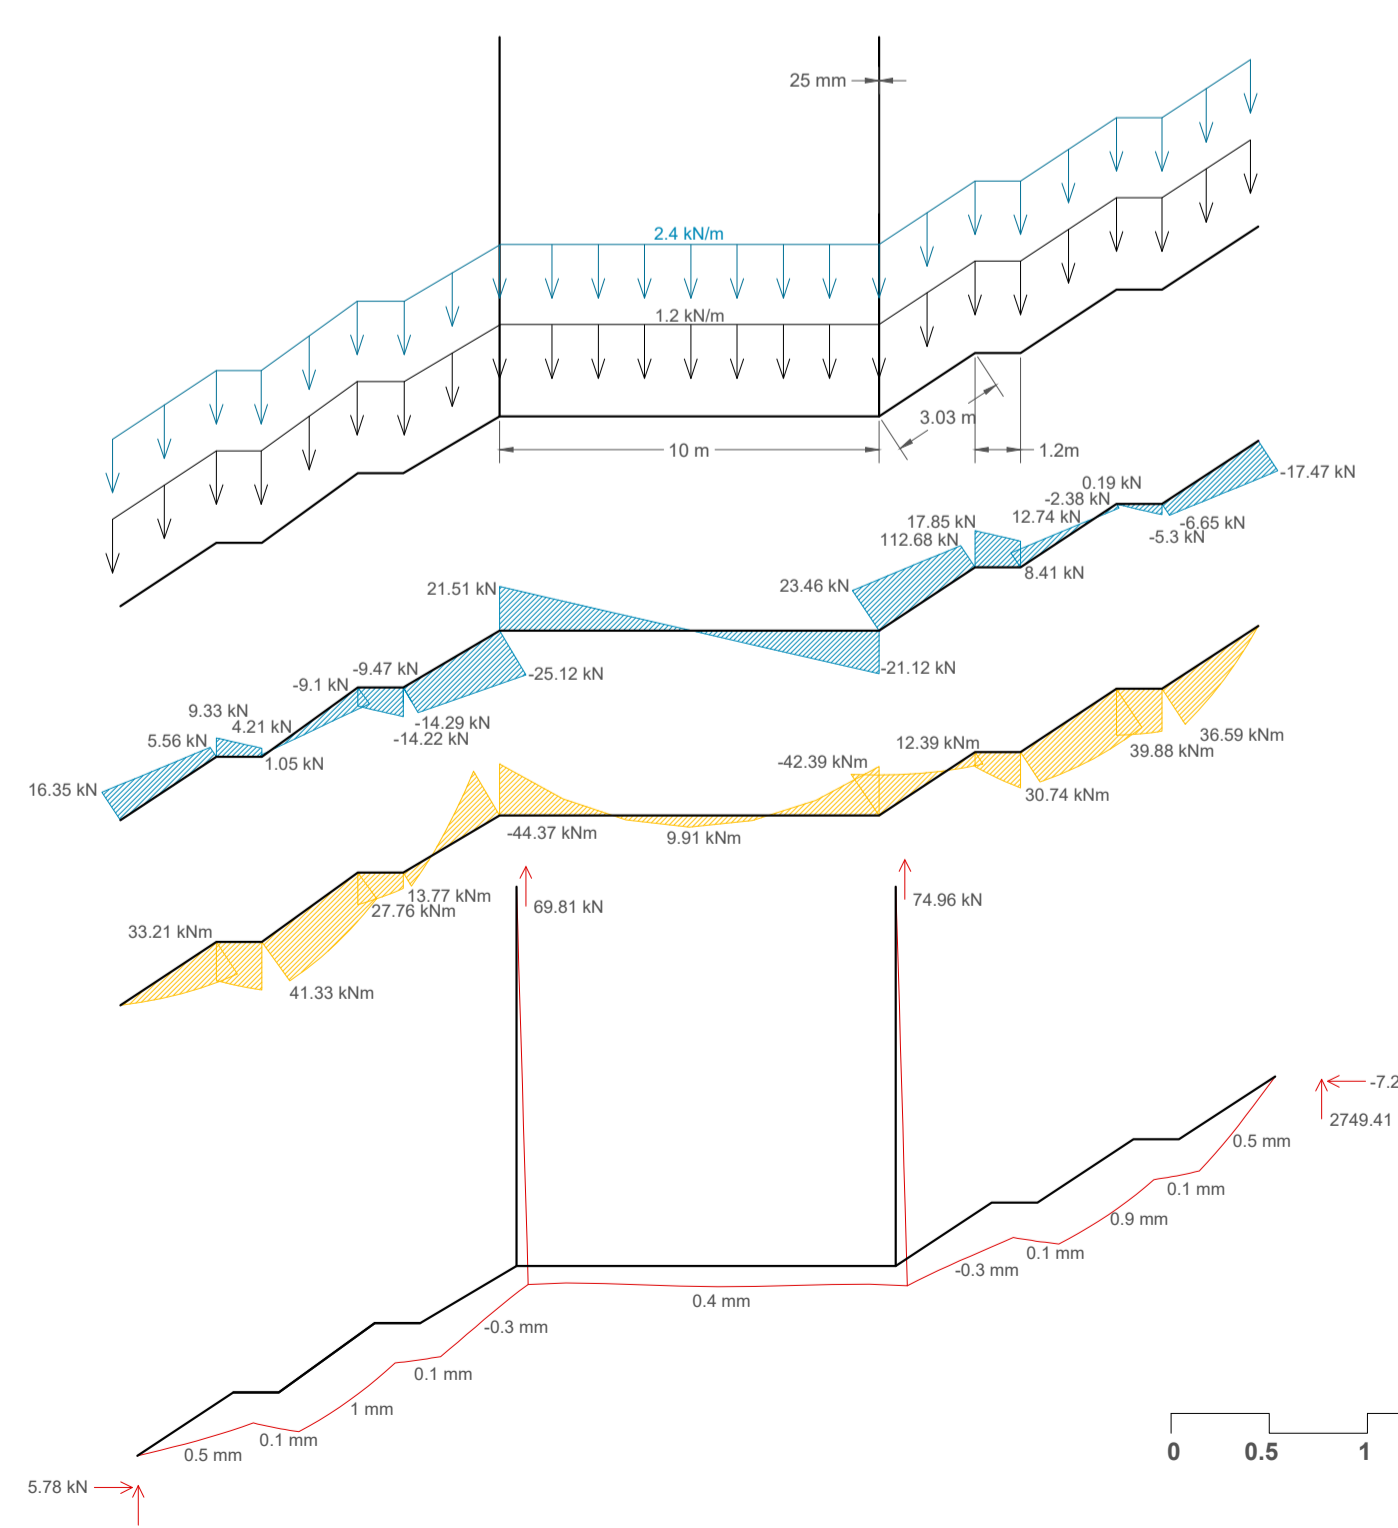 25 mm
2.4 kN/m
1.2 kN/m
3.03 m
10 m
1.2m
0.19 kN
-17.47 kN
-2.38 kN
17.85 kN
12.74 kN
-6.65 kN
112.68 kN
-5.3 kN
8.41 kN
23.46 kN
21.51 kN
-21.12 kN
-9.47 kN
-25.12 kN
-9.1 kN
9.33 kN
4.21 kN
-14.29 kN
5.56 kN
-14.22 kN
1.05 kN
16.35 kN
36.59 kNm
12.39 kNm
39.88 kNm
-42.39 kNm
30.74 kNm
-44.37 kNm
9.91 kNm
13.77 kNm
27.76 kNm
33.21 kNm
41.33 kNm
69.81 kN
74.96 kN
-7.2
2749.41
0.5 mm
0.1 mm
0.9 mm
0.1 mm
-0.3 mm
0.4 mm
-0.3 mm
0.1 mm
1 mm
0.1 mm
0.5 mm
5.78 kN
0 0.5 1